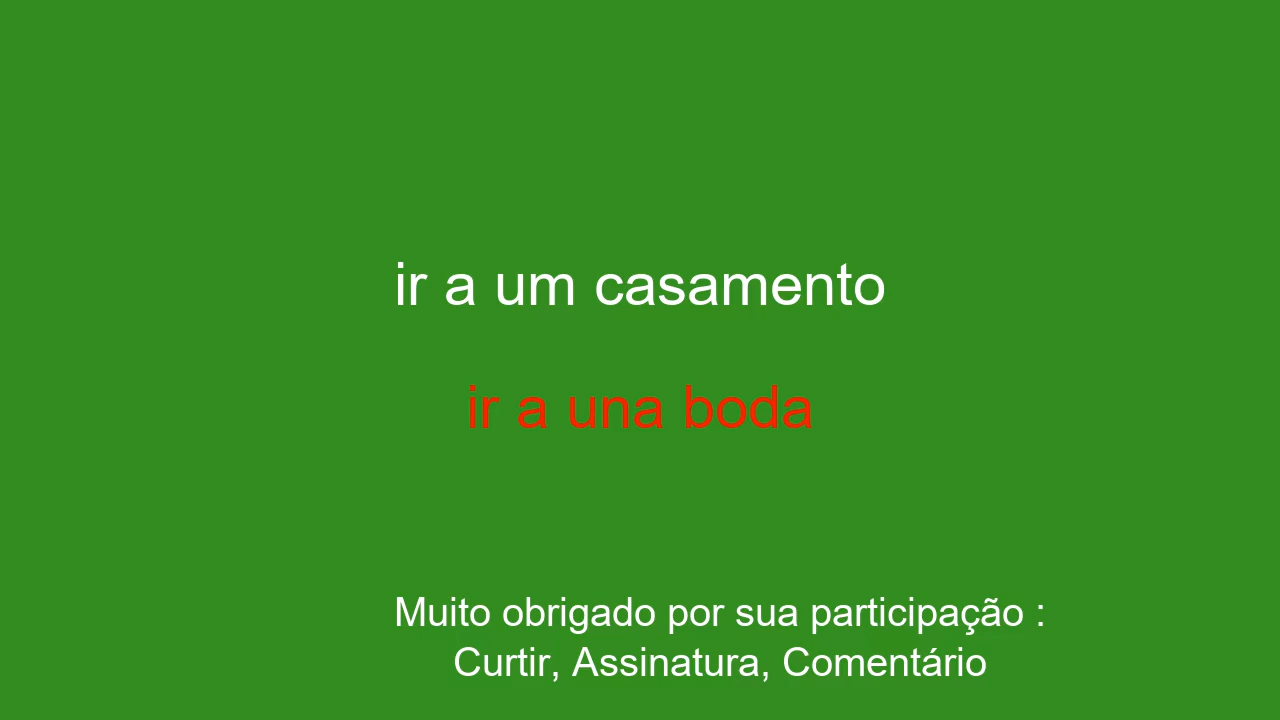 ir a um casamento
ir a una boda
Muito obrigado por sua participação :
Curtir, Assinatura, Comentário